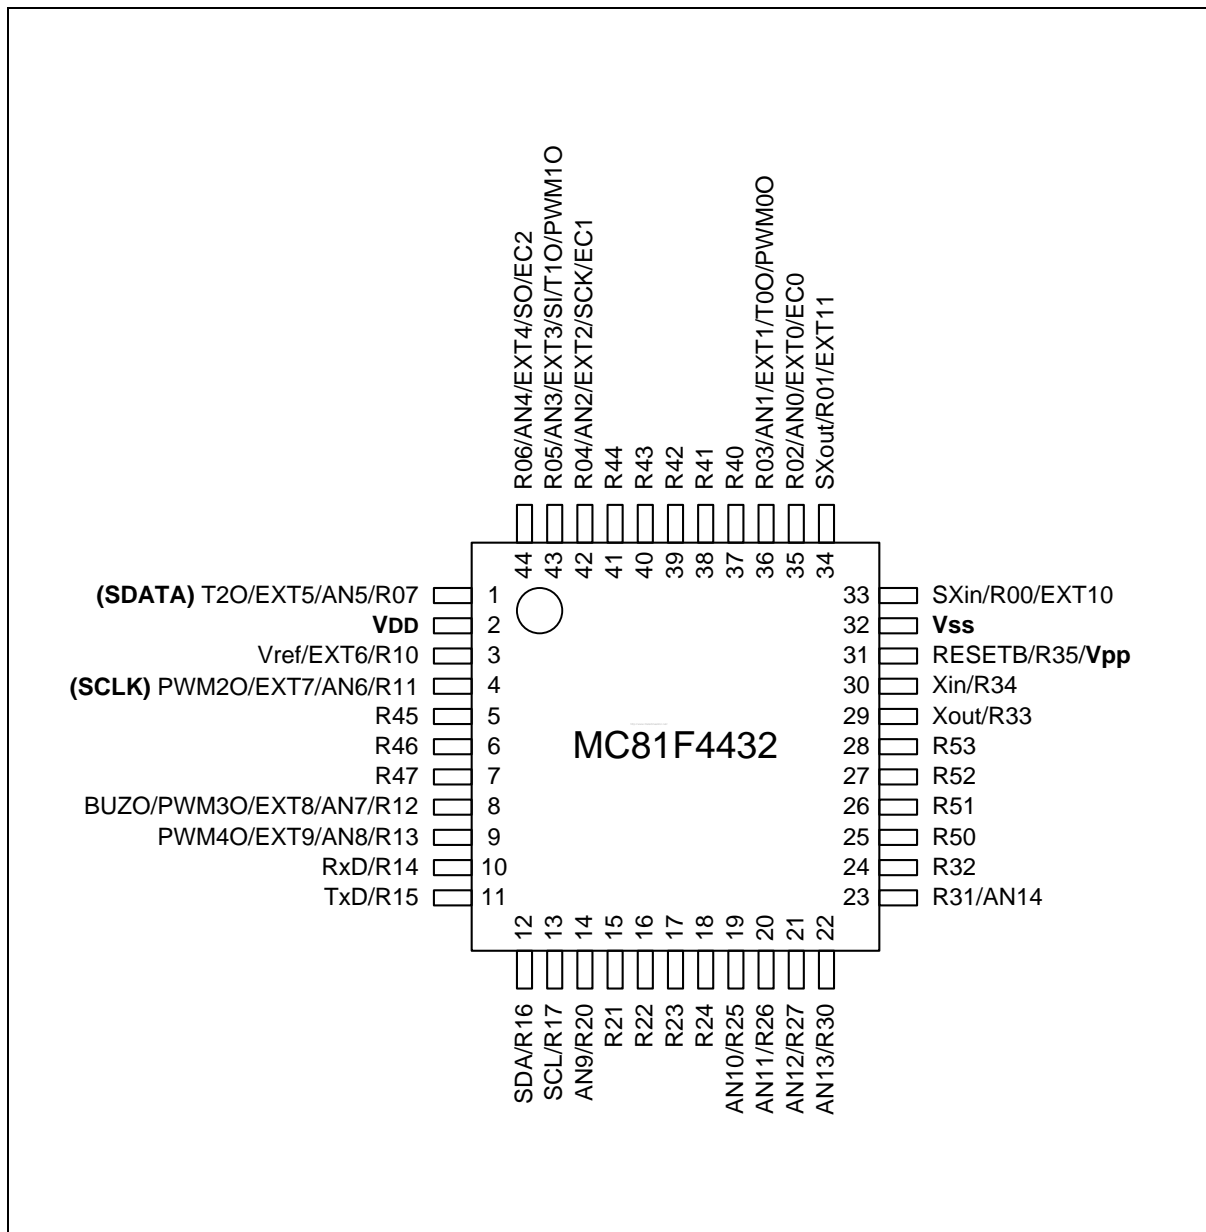 R06/AN4/EXT4/SO/EC2
R05/AN3/EXT3/SI/T1O/PWM1O
R04/AN2/EXT2/SCK/EC1
R44
R43
R42
R41
R40
R03/AN1/EXT1/T0O/PWM0O
R02/AN0/EXT0/EC0
SXout/R01/EXT11
44
43
42
41
40
39
38
37
36
35
34
(SDATA) T2O/EXT5/AN5/R07 1
VDD 2
Vref/EXT6/R10 3
(SCLK) PWM2O/EXT7/AN6/R11 4
R45 5
R46 6
R47 7
BUZO/PWM3O/EXT8/AN7/R12 8
PWM4O/EXT9/AN8/R13 9
RxD/R14 10
TxD/R15 11
MC81F4432
33 SXin/R00/EXT10
32 Vss
31 RESETB/R35/Vpp
30 Xin/R34
29 Xout/R33
28 R53
27 R52
26 R51
25 R50
24 R32
23 R31/AN14
12
13
14
15
16
17
18
19
20
21
22
SDA/R16
SCL/R17
AN9/R20
R21
R22
R23
R24
AN10/R25
AN11/R26
AN12/R27
AN13/R30